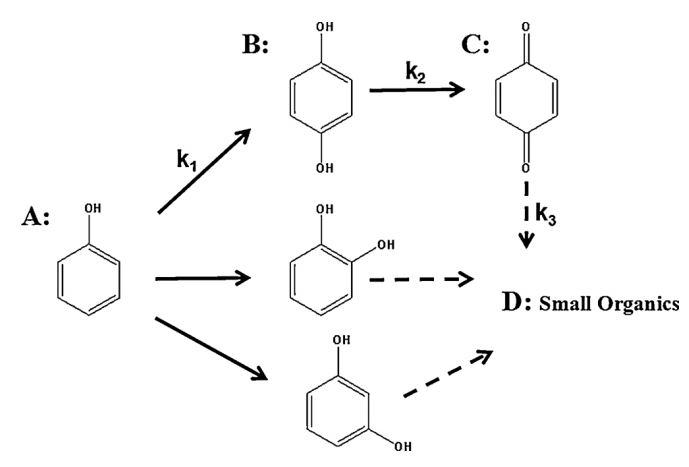 B:
OH
OH
k2
C:
O
O
k1
A:
OH
k3
OH
OH
D: Small Organics
OH
OH